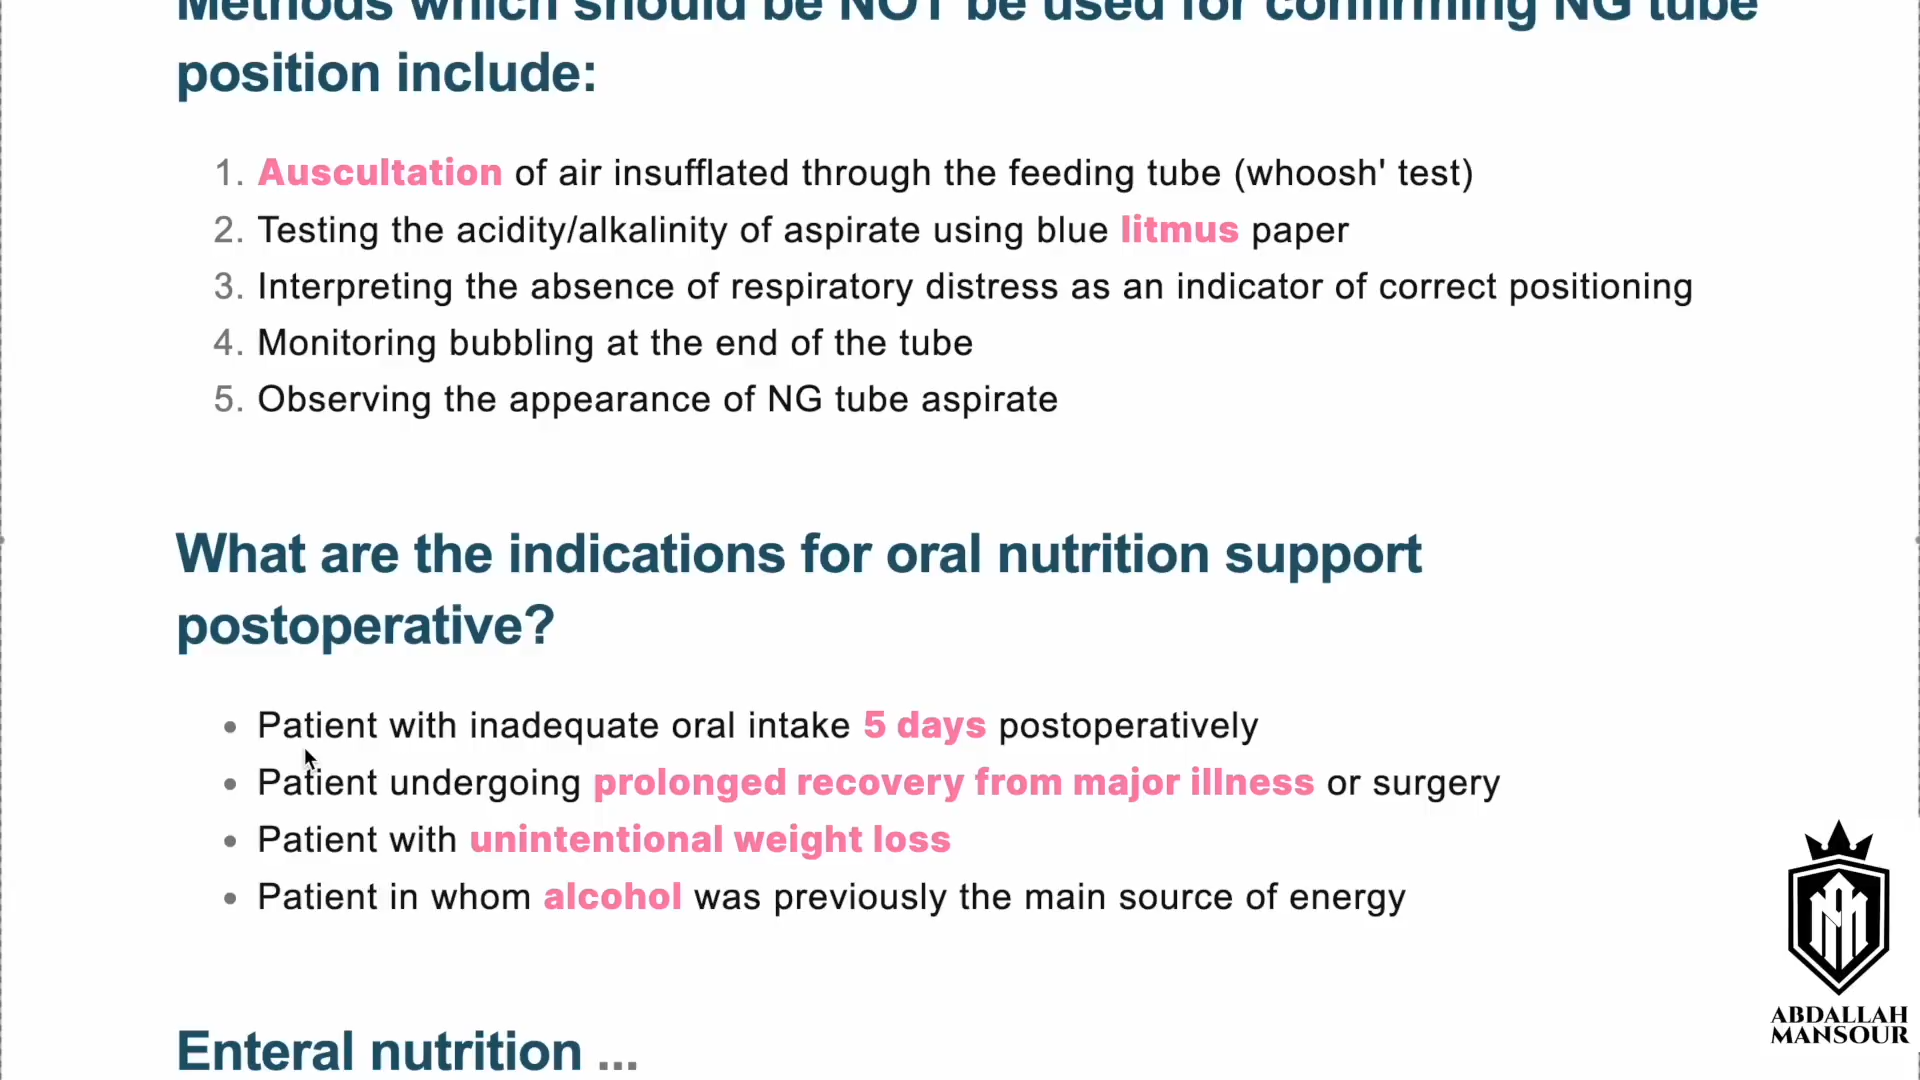 Methods which should be NOT be used for confirming NG tube
position include:
1. Auscultation of air insufflated through the feeding tube (whoosh' test)
2. Testing the acidity/alkalinity of aspirate using blue litmus paper
3. Interpreting the absence of respiratory distress as an indicator of correct positioning
4. Monitoring bubbling at the end of the tube
5. Observing the appearance of NG tube aspirate
What are the indications for oral nutrition support
postoperative?
• Patient with inadequate oral intake 5 days postoperatively
• Patient undergoing prolonged recovery from major illness or surgery
• Patient with unintentional weight loss
• Patient in whom alcohol was previously the main source of energy
Enteral nutrition ...
ABDALLAH
MANSOUR